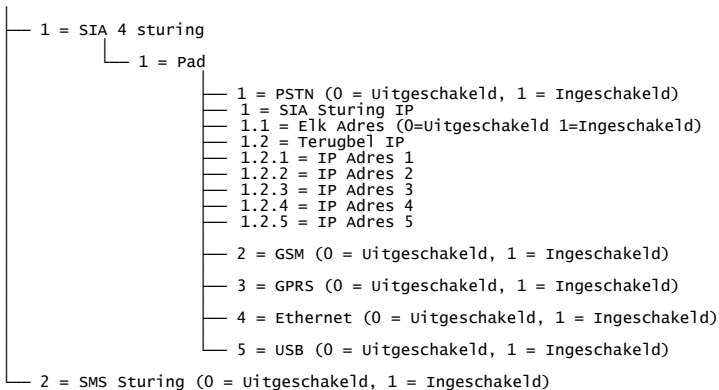 1 = SIA 4 sturing
1 = Pad
1 = PSTN (0 = Uitgeschakeld, 1 = Ingeschakeld)
1 = SIA Sturing IP
1.1 = Elk Adres (0=Uitgeschakeld 1=Ingeschakeld)
1.2 = Terugbel IP
1.2.1 = IP Adres 1
1.2.2 = IP Adres 2
1.2.3 = IP Adres 3
1.2.4 = IP Adres 4
1.2.5 = IP Adres 5
2 = GSM (0 = Uitgeschakeld, 1 = Ingeschakeld)
3 = GPRS (0 = Uitgeschakeld, 1 = Ingeschakeld)
4 = Ethernet (0 = Uitgeschakeld, 1 = Ingeschakeld)
5 = USB (0 = Uitgeschakeld, 1 = Ingeschakeld)
2 = SMS Sturing (0 = Uitgeschakeld, 1 = Ingeschakeld)